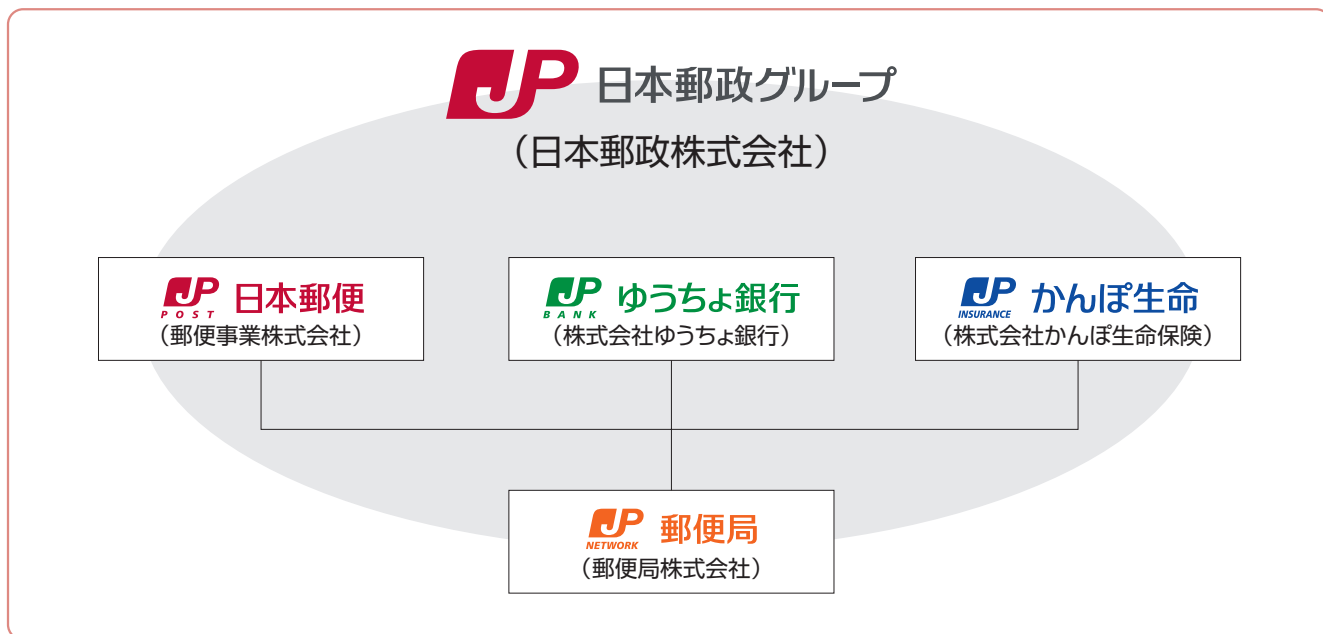 JP 日本郵政グループ
（日本郵政株式会社）
JP POST 日本郵便
（郵便事業株式会社）
JP BANK ゆうちょ銀行
（株式会社ゆうちょ銀行）
JP INSURANCE かんぽ生命
（株式会社かんぽ生命保険）
JP NETWORK 郵便局
（郵便局株式会社）